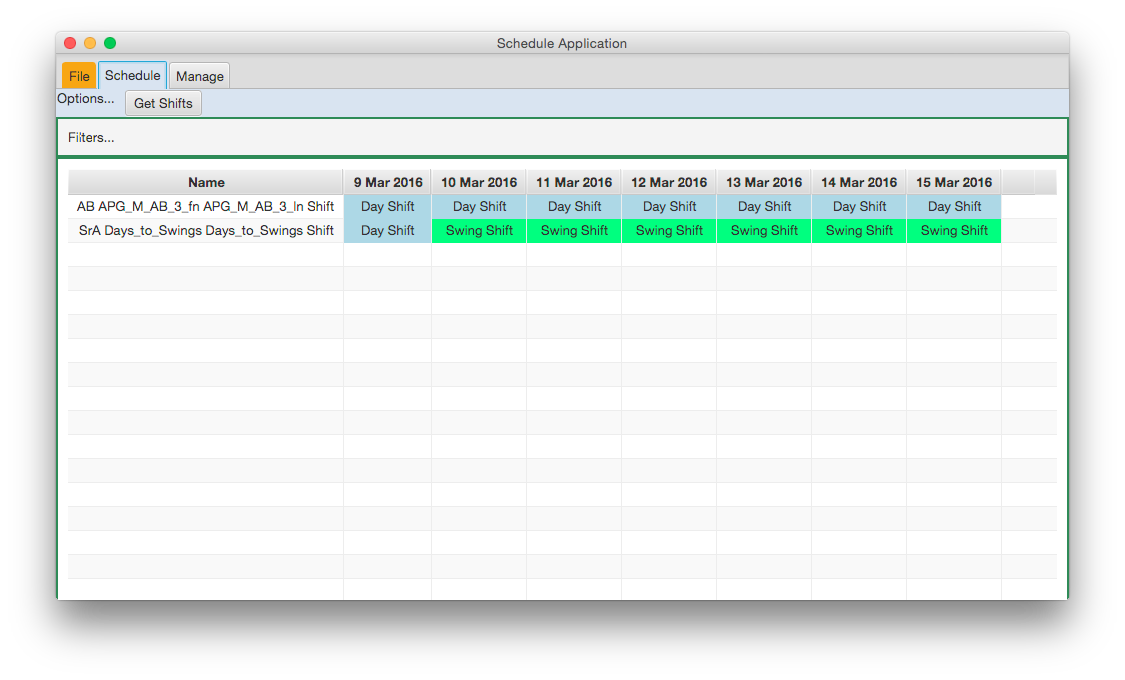 Schedule Application
File Schedule Manage
Options... Get Shifts
Filters...
Name 9 Mar 2016 10 Mar 2016 11 Mar 2016 12 Mar 2016 13 Mar 2016 14 Mar 2016 15 Mar 2016
AB APG_M_AB_3_fn APG_M_AB_3_ln Shift Day Shift Day Shift Day Shift Day Shift Day Shift Day Shift Day Shift
SrA Days_to_Swings Days_to_Swings Shift Day Shift Swing Shift Swing Shift Swing Shift Swing Shift Swing Shift Swing Shift